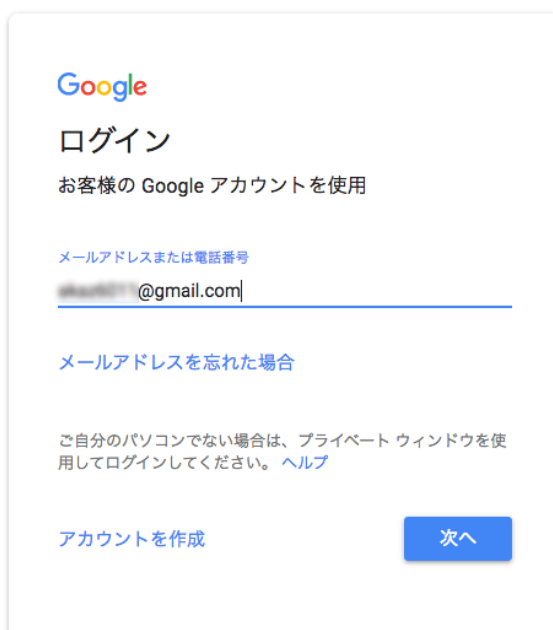 Google
ログイン
お客様の Google アカウントを使用
メールアドレスまたは電話番号
@gmail.com
メールアドレスを忘れた場合
ご自分のパソコンでない場合は、プライベート ウィンドウを使
用してログインしてください。 ヘルプ
アカウントを作成
次へ